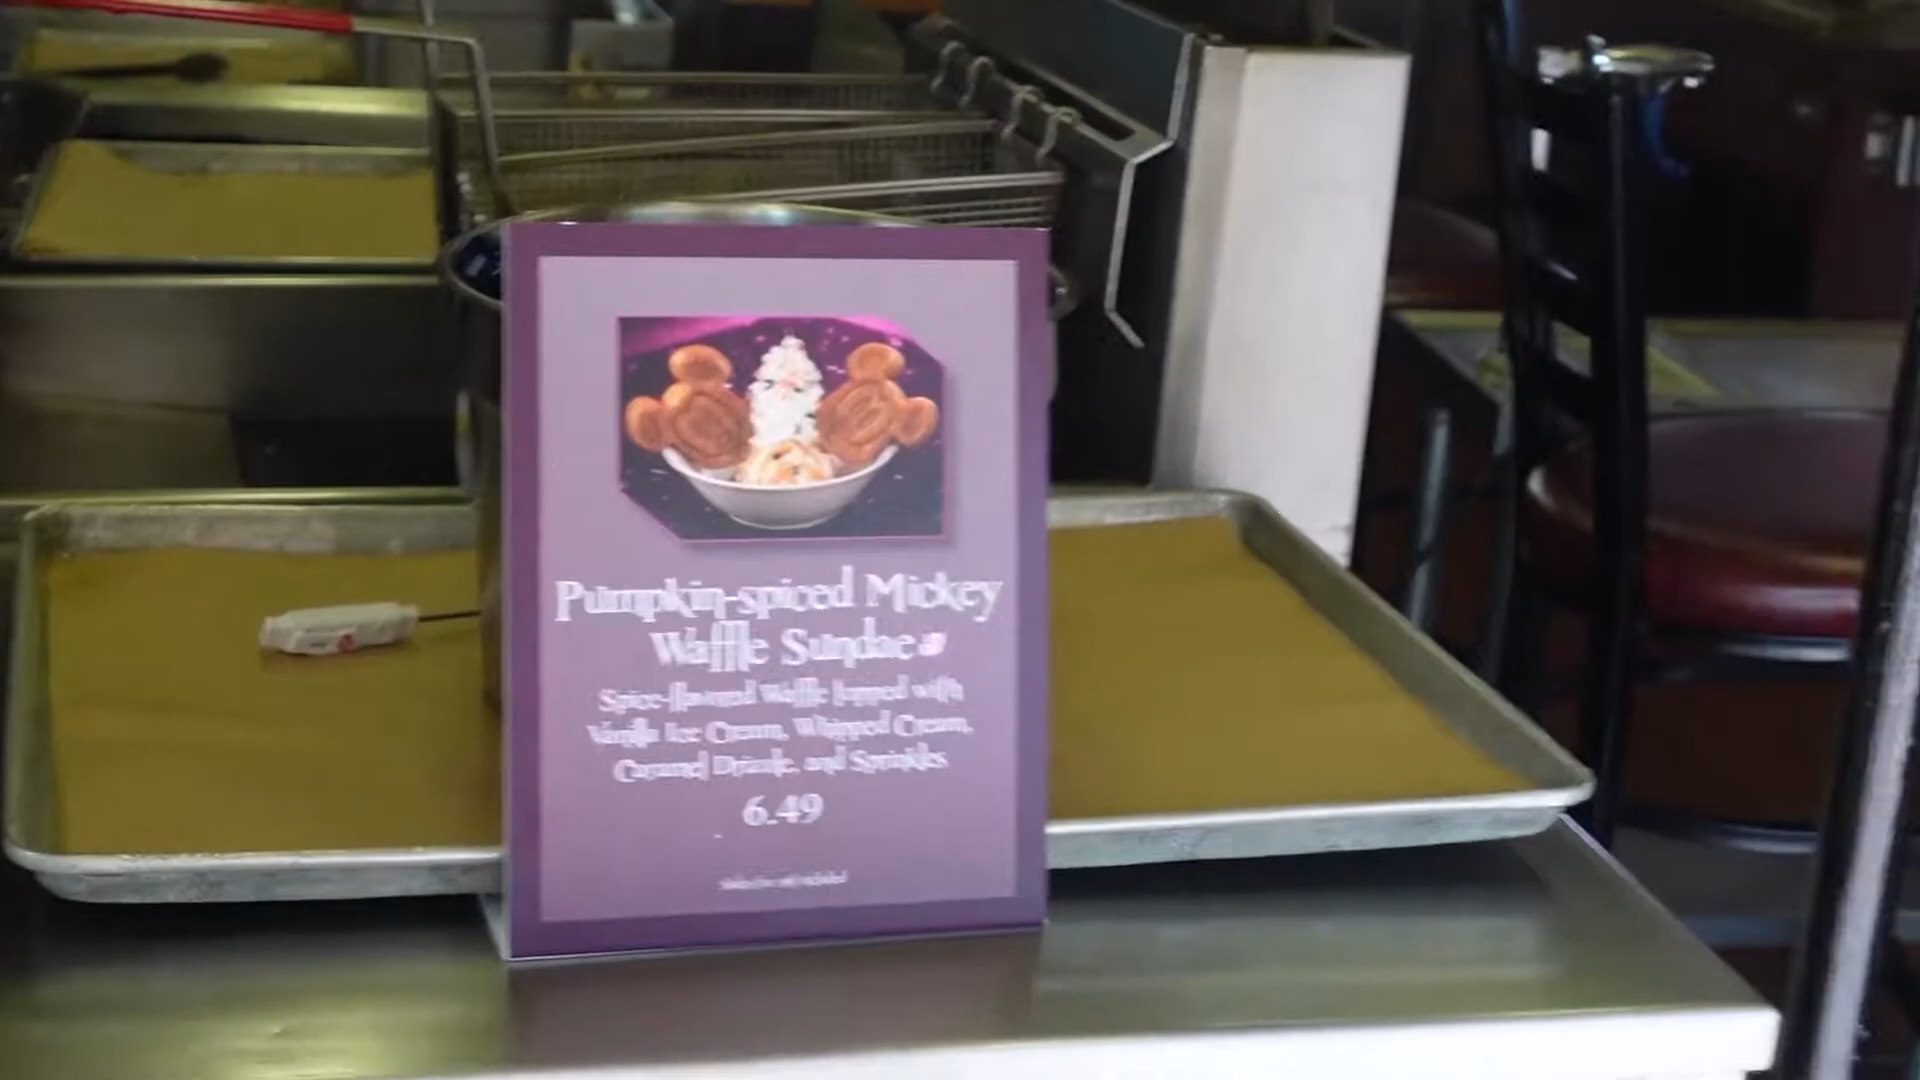 Pumpkin-spiced Mickey
Waffle Sundae
Spice-flavored Waffle topped with
Vanilla Ice Cream, Whipped Cream,
Caramel Drizzle, and Sprinkles
6.49